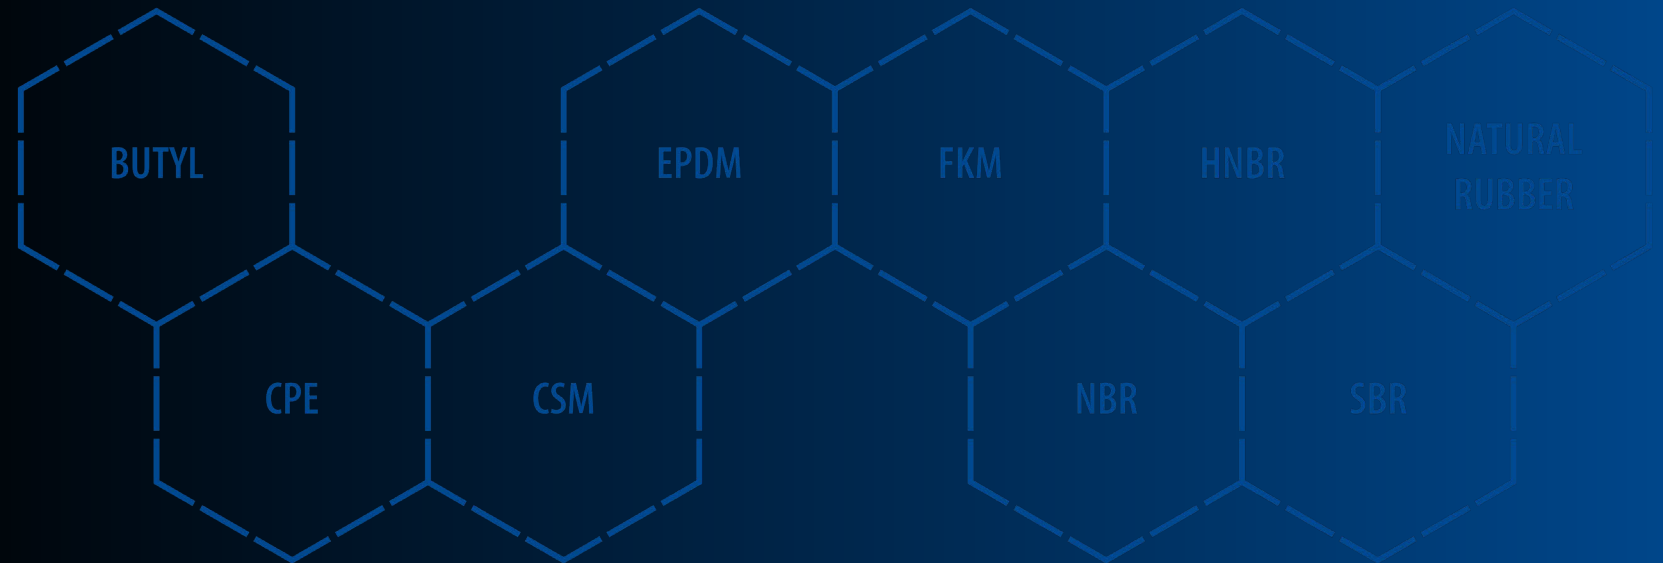 BUTYL
EPDM
FKM
HNBR
NATURAL
RUBBER
CPE
CSM
NBR
SBR